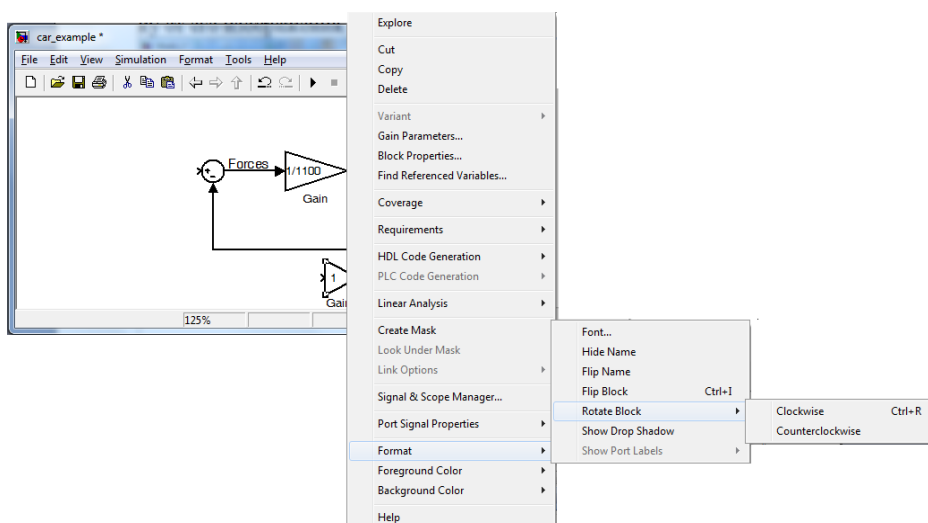 car_example *
File Edit View Simulation Format Tools Help
Forces
+
-
1/1100
Gain
1
Gai
125%
Explore
Cut
Copy
Delete
Variant
Gain Parameters...
Block Properties...
Find Referenced Variables...
Coverage
Requirements
HDL Code Generation
PLC Code Generation
Linear Analysis
Create Mask
Look Under Mask
Link Options
Signal & Scope Manager...
Port Signal Properties
Format
Foreground Color
Background Color
Help
Font...
Hide Name
Flip Name
Flip Block Ctrl+I
Rotate Block
Show Drop Shadow
Show Port Labels
Clockwise Ctrl+R
Counterclockwise